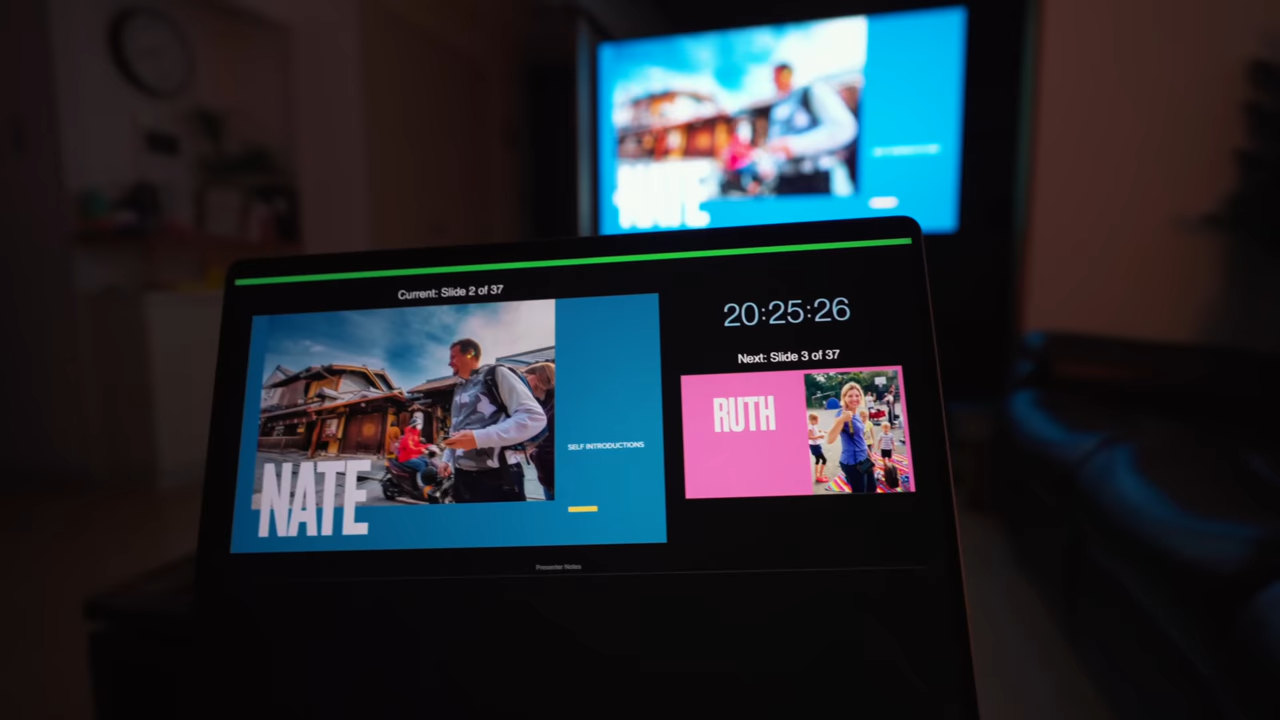 Current: Slide 2 of 37
NATE
SELF INTRODUCTIONS
20:25:26
Next: Slide 3 of 37
RUTH
Presenter Notes